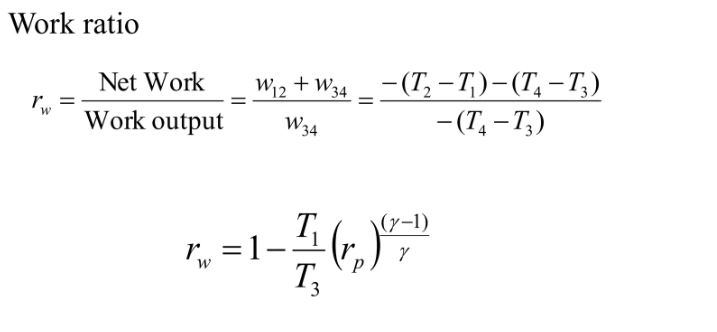 Work ratio
r_w = Net Work / Work output = (w_12 + w_34) / w_34 = (−(T_2 − T_1) − (T_4 − T_3)) / (−(T_4 − T_3))
r_w = 1 − T_1 / T_3 (r_p)^((γ−1) / γ)